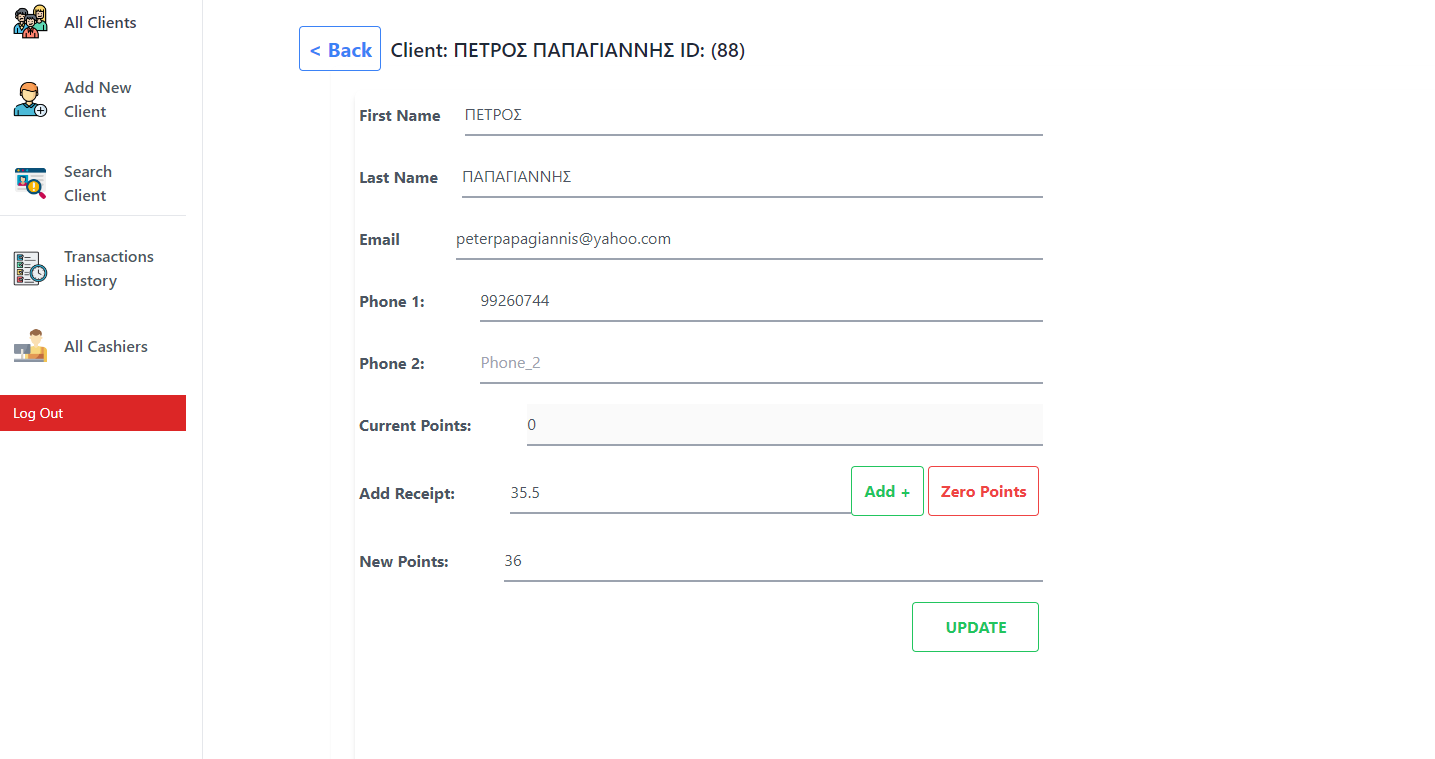 All Clients
Add New
Client
Search
Client
Transactions
History
All Cashiers
Log Out
< Back Client: ΠΕΤΡΟΣ ΠΑΠΑΓΙΑΝΝΗΣ ID: (88)
First Name ΠΕΤΡΟΣ
Last Name ΠΑΠΑΓΙΑΝΝΗΣ
Email peterpapagiannis@yahoo.com
Phone 1: 99260744
Phone 2: Phone_2
Current Points: 0
Add Receipt: 35.5 Add + Zero Points
New Points: 36
UPDATE